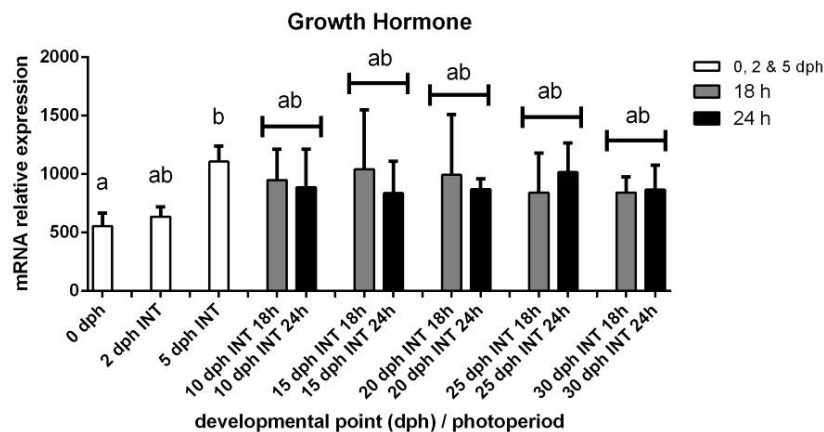 Growth Hormone
mRNA relative expression
2000
1500
1000
500
0
a
ab
b
ab
ab
ab
ab
ab
0, 2 & 5 dph
18 h
24 h
0 dph
2 dph INT
5 dph INT
10 dph INT 18h
10 dph INT 24h
15 dph INT 18h
15 dph INT 24h
20 dph INT 18h
20 dph INT 24h
25 dph INT 18h
25 dph INT 24h
30 dph INT 18h
30 dph INT 24h
developmental point (dph) / photoperiod